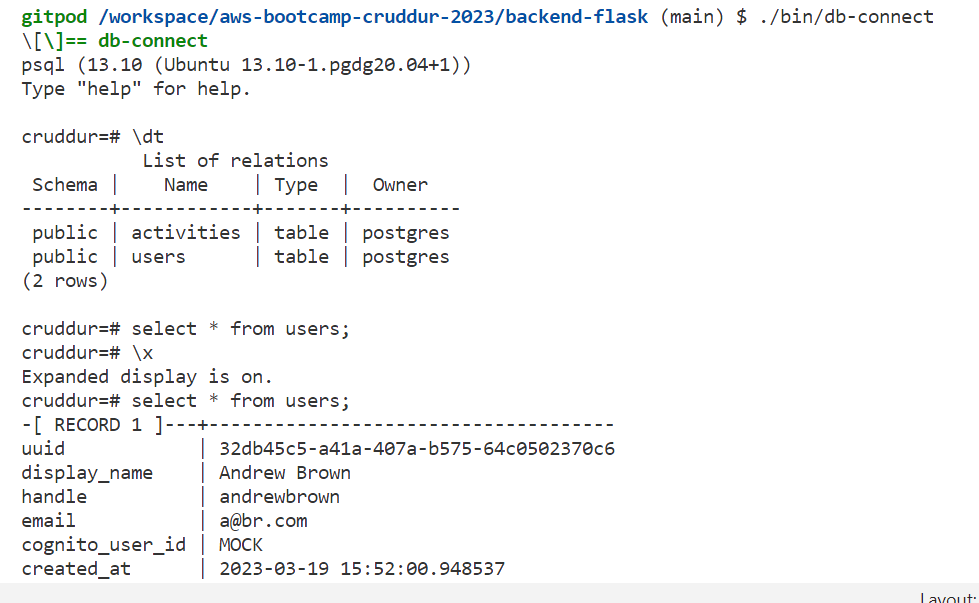 gitpod /workspace/aws-bootcamp-cruddur-2023/backend-flask (main) $ ./bin/db-connect
\[\]== db-connect
psql (13.10 (Ubuntu 13.10-1.pgdg20.04+1))
Type "help" for help.

cruddur=# \dt
           List of relations
 Schema |    Name    | Type  |  Owner
--------+------------+-------+----------
 public | activities | table | postgres
 public | users      | table | postgres
(2 rows)

cruddur=# select * from users;
cruddur=# \x
Expanded display is on.
cruddur=# select * from users;
-[ RECORD 1 ]---+-------------------------------------
uuid            | 32db45c5-a41a-407a-b575-64c0502370c6
display_name    | Andrew Brown
handle          | andrewbrown
email           | a@br.com
cognito_user_id | MOCK
created_at      | 2023-03-19 15:52:00.948537
Layout: